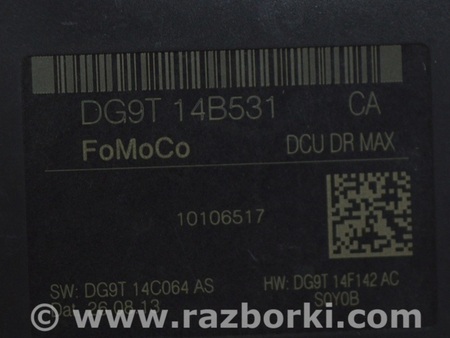 DG9T 14B531 CA
FoMoCo DCU DR MAX
10106517
SW: DG9T 14C064 AS HW: DG9T 14F142 AC
Dat. 26.08.13 S0Y0B
© www.razborki.com